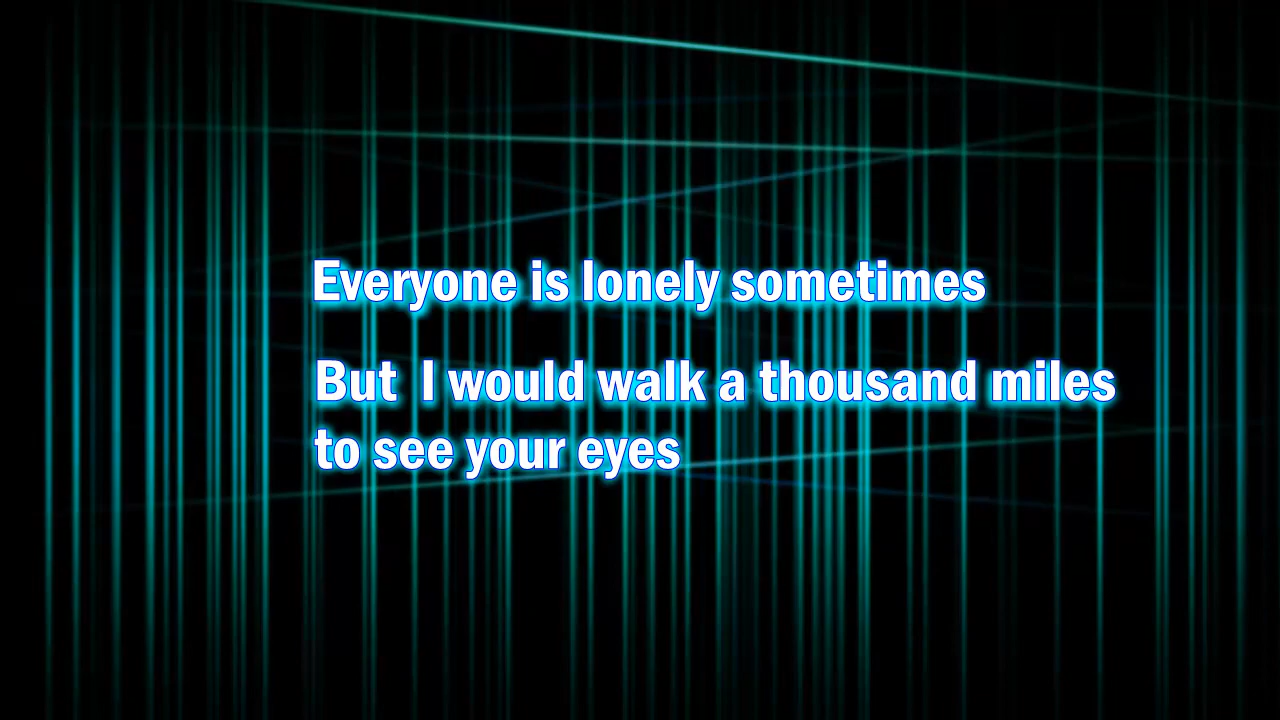 Everyone is lonely sometimes
But I would walk a thousand miles
to see your eyes